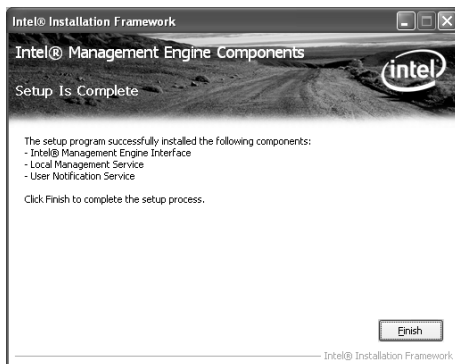 Intel® Installation Framework
Intel® Management Engine Components
intel®
Setup Is Complete
The setup program successfully installed the following components:
- Intel® Management Engine Interface
- Local Management Service
- User Notification Service
Click Finish to complete the setup process.
Finish
Intel® Installation Framework